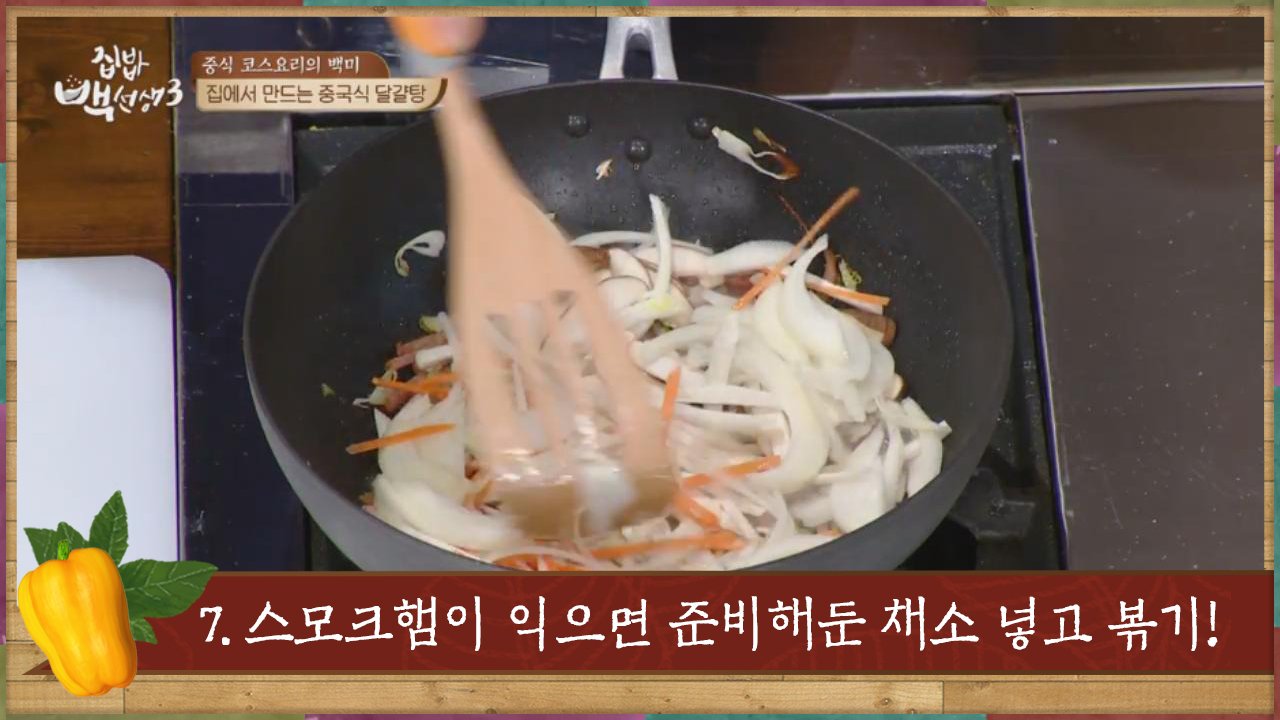 집밥
백선생3
중식 코스요리의 백미
집에서 만드는 중국식 달걀탕
7. 스모크햄이 익으면 준비해둔 채소 넣고 볶기!